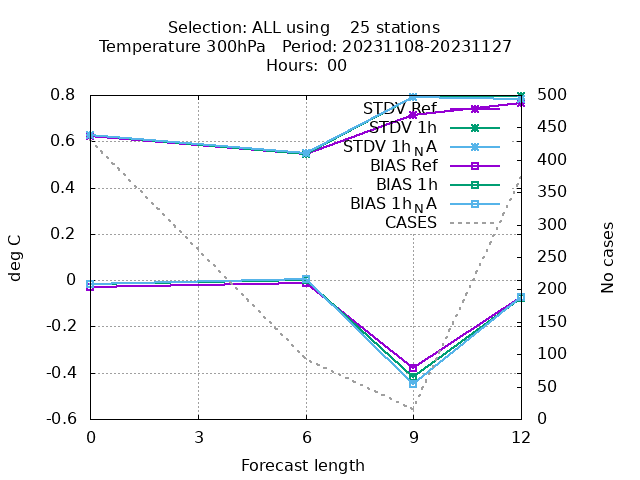 Selection: ALL using    25 stations
Temperature 300hPa   Period: 20231108-20231127
Hours:  00
0.8
0.6
0.4
0.2
0
-0.2
-0.4
-0.6
deg C
500
450
400
350
300
250
200
150
100
50
0
No cases
STDV Ref
STDV 1h
STDV 1h_N A
BIAS Ref
BIAS 1h
BIAS 1h_N A
CASES
0 3 6 9 12
Forecast length